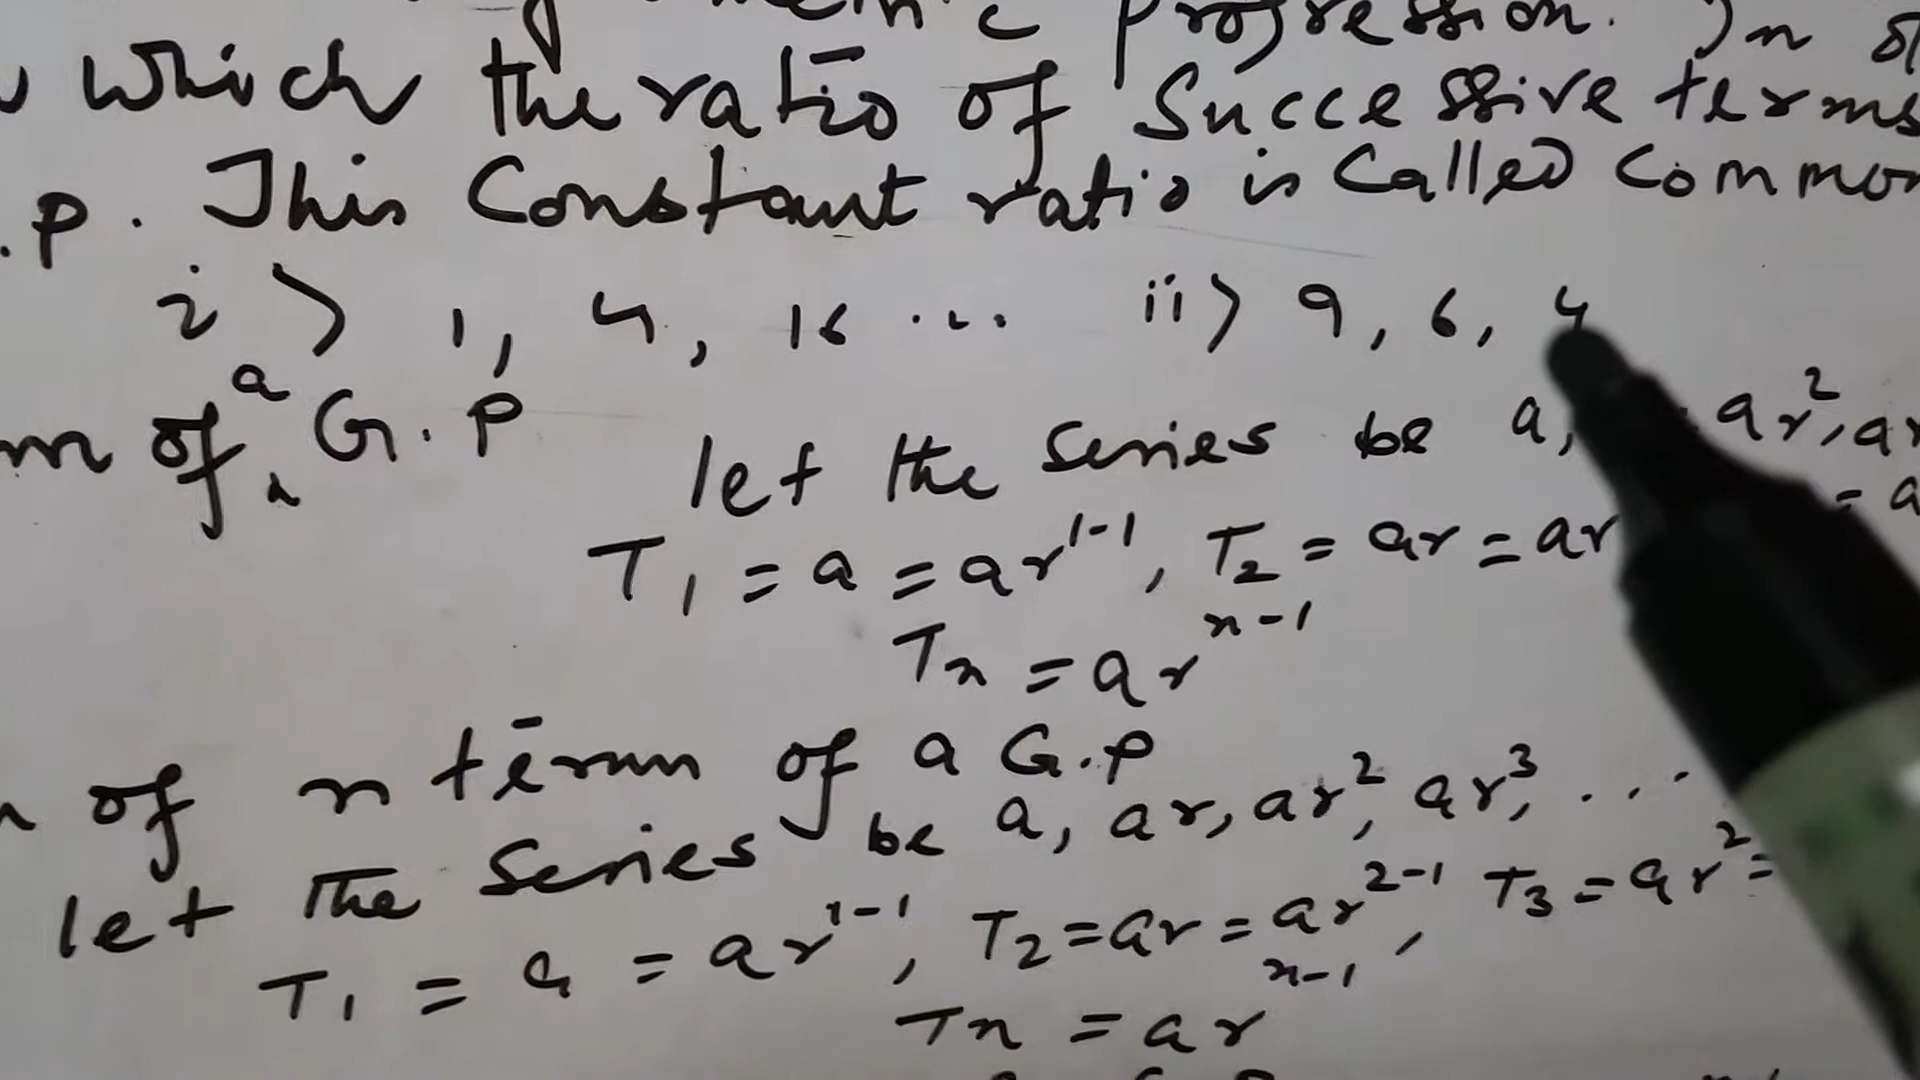 c Progression. In
which the ratio of Successive terms
.P. This Constant ratio is Called Common
i> 1, 4, 16 ... ii> 9, 6, 4
of a G.P
let the series be a, ar², ar
T₁ = a = ar¹⁻¹, T₂ = ar = ar = a
Tn = arⁿ⁻¹
of n term of a G.P
let the Series be a, ar, ar², ar³, ...
T₁ = a = ar¹⁻¹, T₂ = ar = ar²⁻¹, T₃ = ar² =
Tn = arⁿ⁻¹